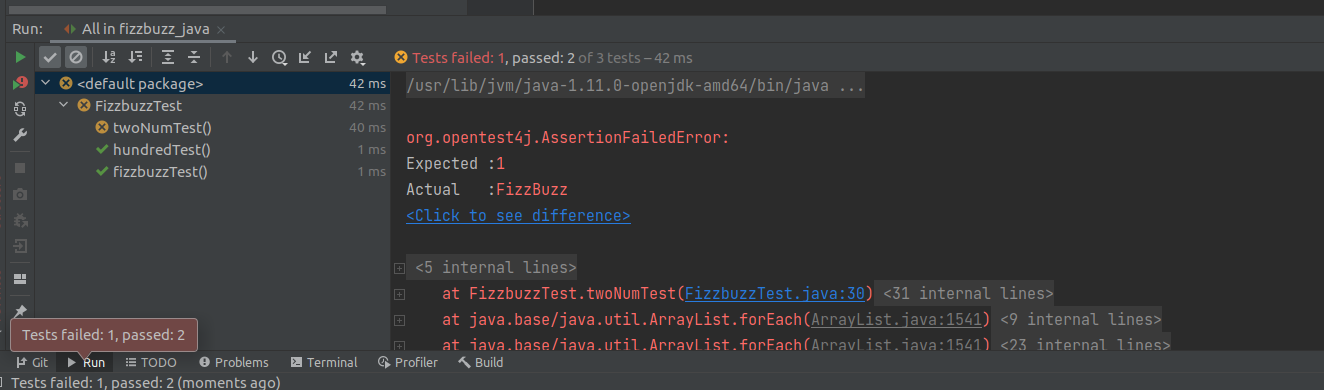 Run: All in fizzbuzz_java
Tests failed: 1, passed: 2 of 3 tests – 42 ms
<default package> 42 ms
FizzbuzzTest 42 ms
twoNumTest() 40 ms
hundredTest() 1 ms
fizzbuzzTest() 1 ms
/usr/lib/jvm/java-1.11.0-openjdk-amd64/bin/java ...
org.opentest4j.AssertionFailedError:
Expected :1
Actual :FizzBuzz
<Click to see difference>
<5 internal lines>
at FizzbuzzTest.twoNumTest(FizzbuzzTest.java:30) <31 internal lines>
at java.base/java.util.ArrayList.forEach(ArrayList.java:1541) <9 internal lines>
at java.base/java.util.ArrayList.forEach(ArrayList.java:1541) <23 internal lines>
Tests failed: 1, passed: 2
Git Run TODO Problems Terminal Profiler Build
Tests failed: 1, passed: 2 (moments ago)